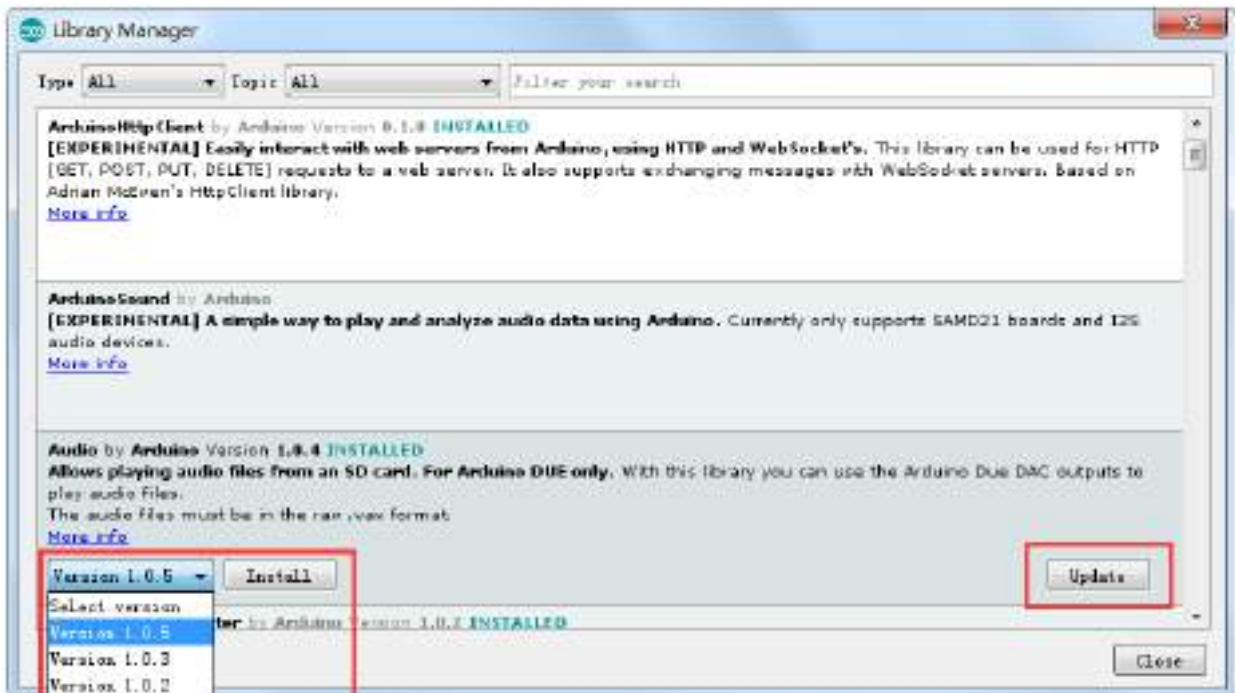 Library Manager
Type All Topic All Filter your search
ArduinoHttpClient by Arduino Version 0.1.0 INSTALLED
[EXPERIMENTAL] Easily interact with web servers from Arduino, using HTTP and WebSocket's. This library can be used for HTTP
[GET, POST, PUT, DELETE] requests to a web server. It also supports exchanging messages with WebSocket servers. Based on
Adrian McEwen's HttpClient library.
More info
ArduinoSound by Arduino
[EXPERIMENTAL] A simple way to play and analyze audio data using Arduino. Currently only supports SAMD21 boards and I2S
audio devices.
More info
Audio by Arduino Version 1.0.4 INSTALLED
Allows playing audio files from an SD card. For Arduino DUE only. With this library you can use the Arduino Due DAC outputs to
play audio files.
The audio files must be in the raw .wav format.
More info
Version 1.0.5 Install Update
Select version
Version 1.0.5 ter by Arduino Version 1.0.2 INSTALLED
Version 1.0.3 Close
Version 1.0.2